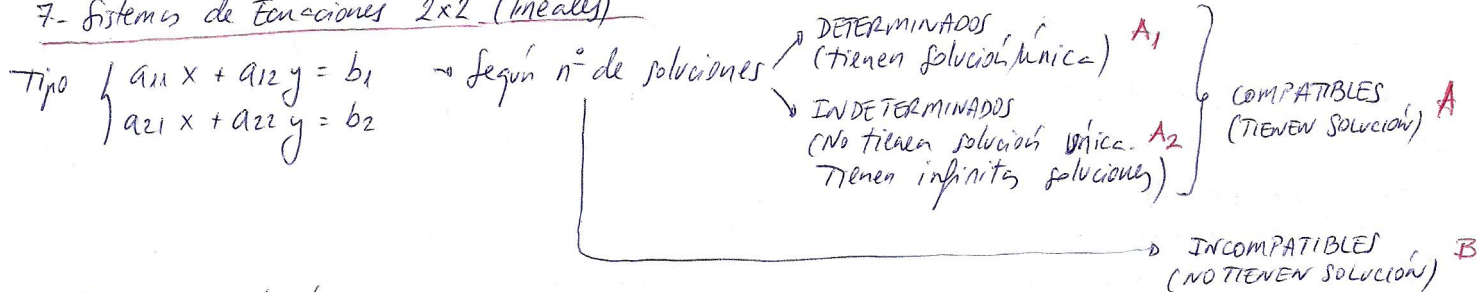 7- Sistemas de Ecuaciones 2x2 (lineales)
Tipo { a11 x + a12 y = b1
a21 x + a22 y = b2
→ Según nº de soluciones
DETERMINADOS A1
(tienen solución única)
INDETERMINADOS
(No tienen solución única. A2
Tienen infinitas soluciones)
COMPATIBLES A
(TIENEN SOLUCIÓN)
INCOMPATIBLES B
(NO TIENEN SOLUCIÓN)